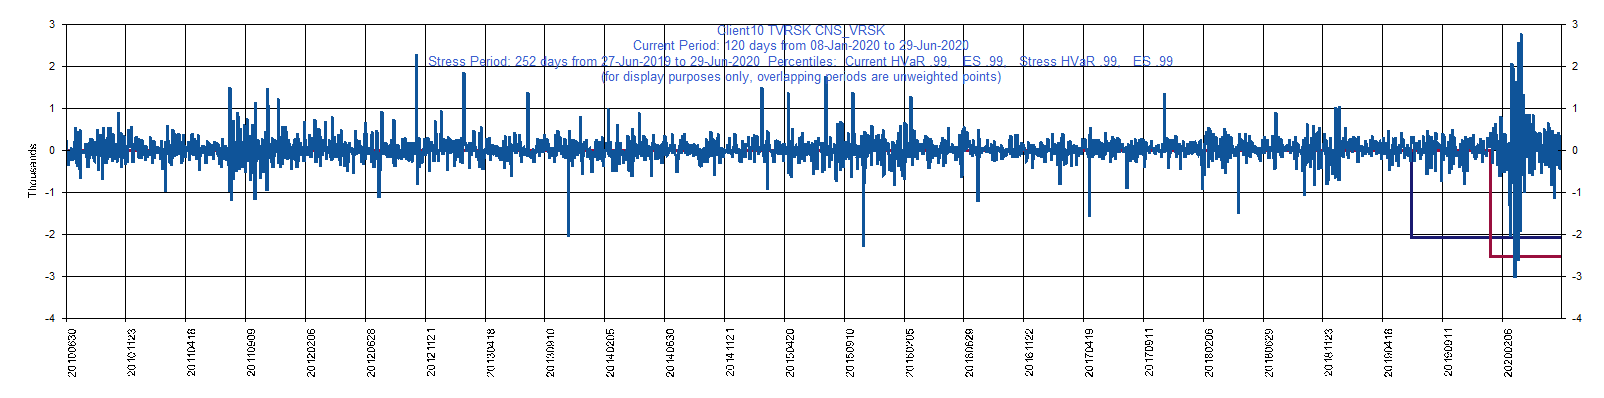 Client10 TVRSK CNS_VRSK
Current Period: 120 days from 08-Jan-2020 to 29-Jun-2020
Stress Period: 252 days from 27-Jun-2019 to 29-Jun-2020 Percentiles: Current HVaR .99, ES .99, Stress HVaR .99, ES .99
(for display purposes only, overlapping periods are unweighted points)
3 3
2 2
1 1
0 0
-1 -1
-2 -2
-3 -3
-4 -4
Thousands
20100630 20101123 20110418 20110909 20120206 20120628 20121121 20130418 20130910 20140205 20140630 20141121 20150420 20150910 20160205 20160629 20161122 20170419 20170911 20180206 20180629 20181123 20190418 20190911 20200206